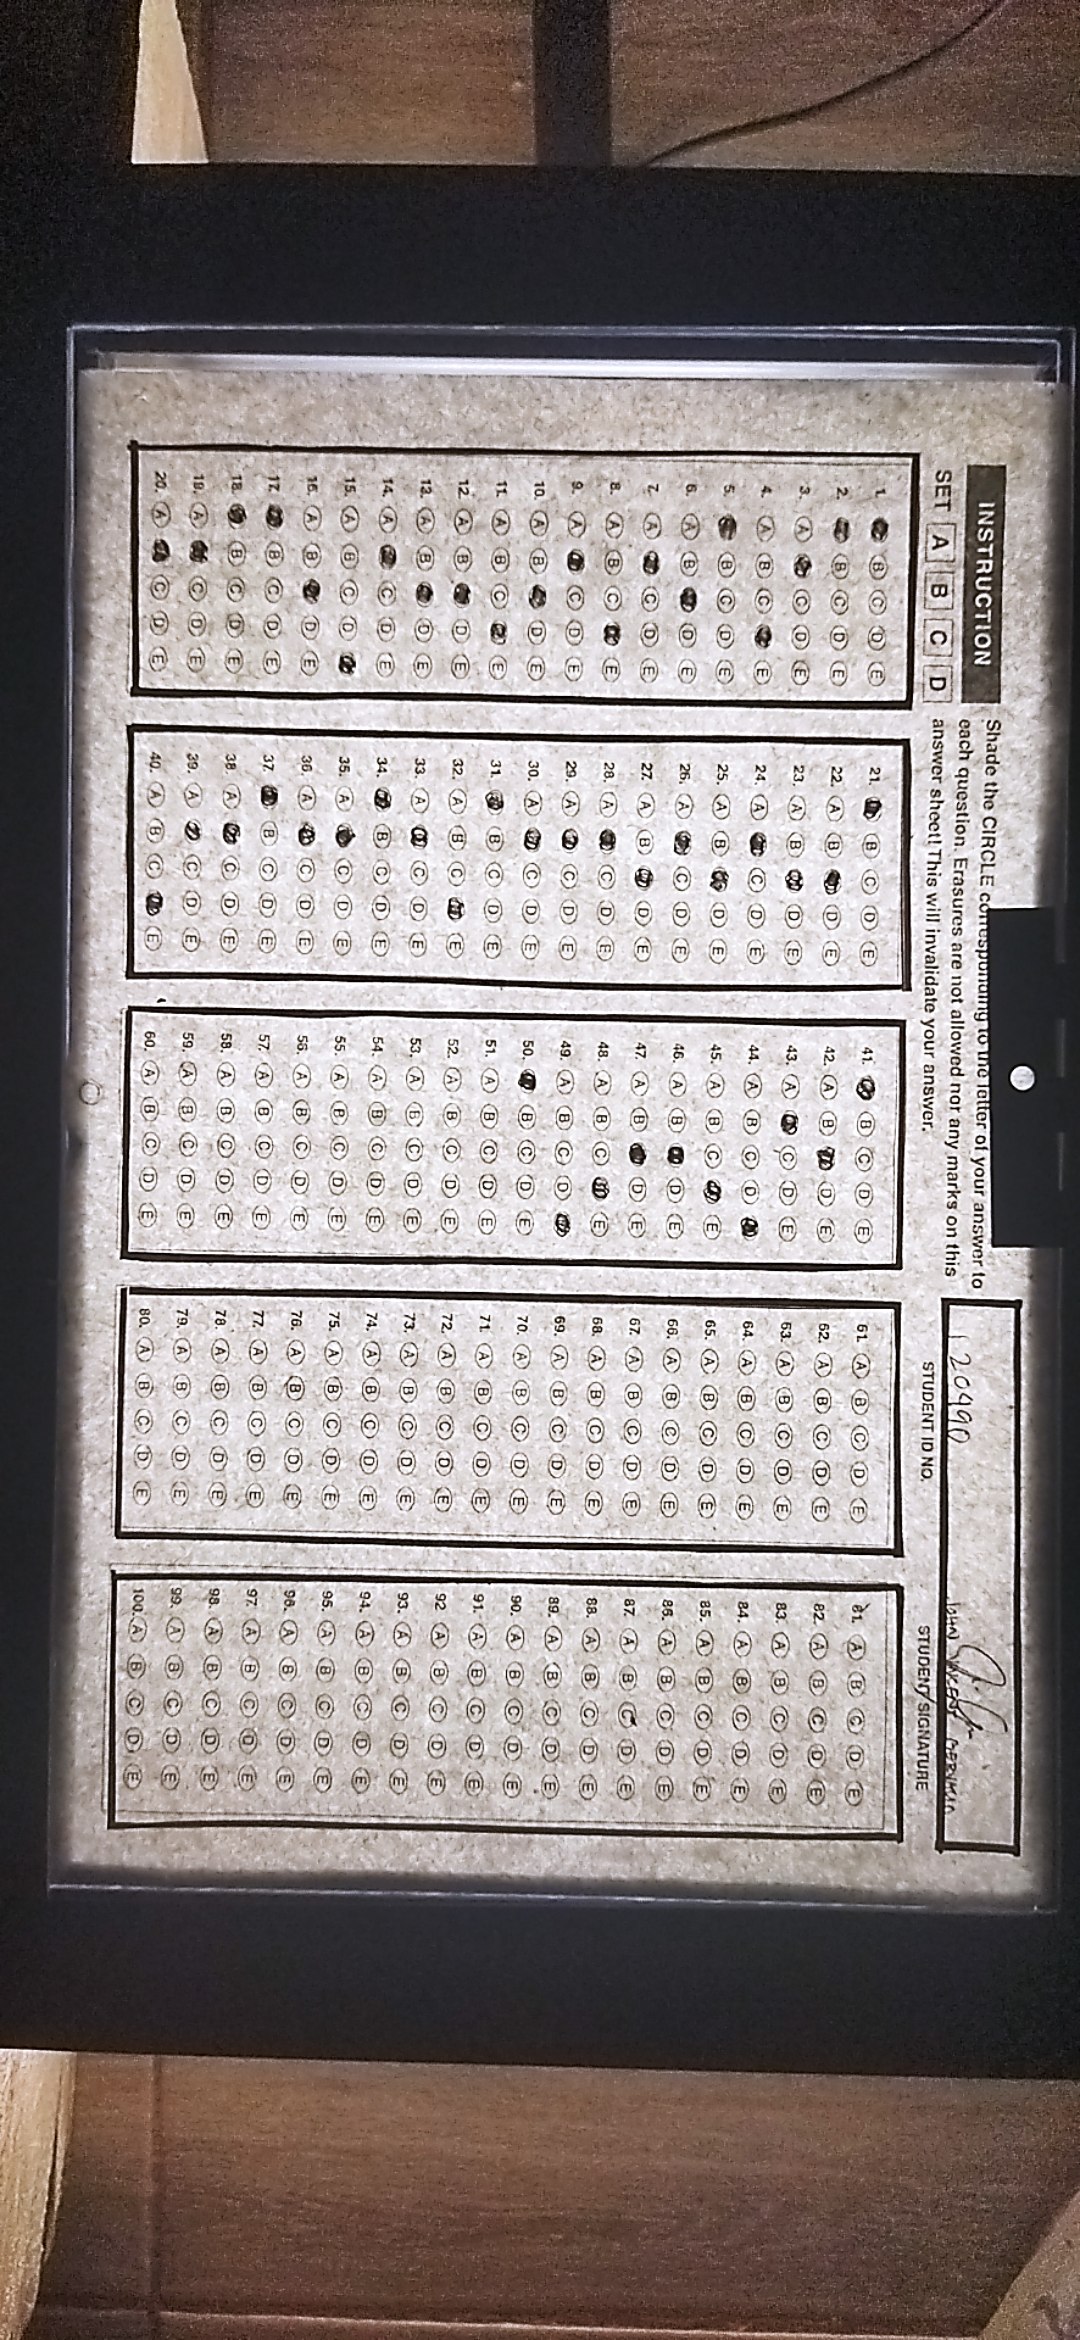 INSTRUCTION
Shade the CIRCLE corresponding to the letter of your answer to
each question. Erasures are not allowed nor any marks on this
answer sheet! This will invalidate your answer.
SET A B C D
120490
JOHN VINCENT
STUDENT ID NO.
STUDENT SIGNATURE
1. B C D E
2. B C D E
3. A C D E
4. A B C E
5. B C D E
6. A B D E
7. A C D E
8. A B C E
9. A C D E
10. A B D E
11. A B C E
12. A B D E
13. A B D E
14. A C D E
15. A B C D
16. A B D E
17. B C D E
18. B C D E
19. A C D E
20. A C D E
21. B C D E
22. A B D E
23. A B D E
24. A C D E
25. A B D E
26. A C D E
27. A B D E
28. A C D E
29. A C D E
30. A C D E
31. B C D E
32. A B C E
33. A C D E
34. B C D E
35. A C D E
36. A C D E
37. B C D E
38. A C D E
39. A C D E
40. A B C E
41. B C D E
42. A B D E
43. A C D E
44. A B C D
45. A B C E
46. A B D E
47. A B D E
48. A B C E
49. A B C D
50. B C D E
51. A B C D E
52. A B C D E
53. A B C D E
54. A B C D E
55. A B C D E
56. A B C D E
57. A B C D E
58. A B C D E
59. A B C D E
60. A B C D E
61. A B C D E
62. A B C D E
63. A B C D E
64. A B C D E
65. A B C D E
66. A B C D E
67. A B C D E
68. A B C D E
69. A B C D E
70. A B C D E
71. A B C D E
72. A B C D E
73. A B C D E
74. A B C D E
75. A B C D E
76. A B C D E
77. A B C D E
78. A B C D E
79. A B C D E
80. A B C D E
81. A B C D E
82. A B C D E
83. A B C D E
84. A B C D E
85. A B C D E
86. A B C D E
87. A B C D E
88. A B C D E
89. A B C D E
90. A B C D E
91. A B C D E
92 A B C D E
93. A B C D E
94. A B C D E
95. A B C D E
96. A B C D E
97. A B C D E
98. A B C D E
99. A B C D E
100. A B C D E